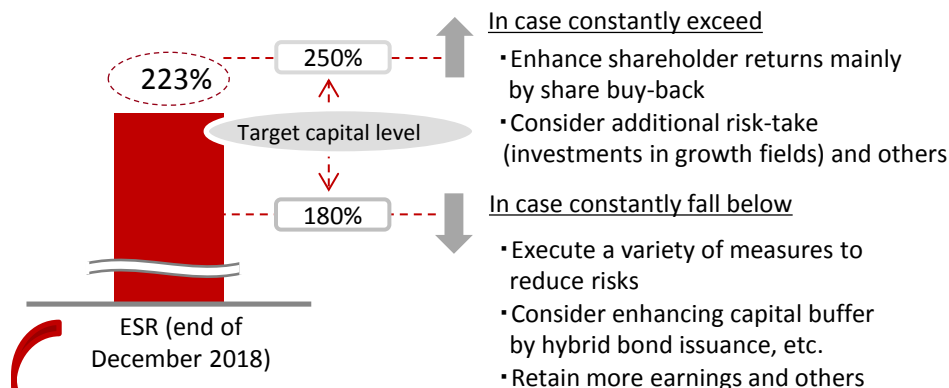 223%
250%
Target capital level
180%
ESR (end of
December 2018)
In case constantly exceed
・Enhance shareholder returns mainly
by share buy-back
・Consider additional risk-take
(investments in growth fields) and others
In case constantly fall below
・Execute a variety of measures to
reduce risks
・Consider enhancing capital buffer
by hybrid bond issuance, etc.
・Retain more earnings and others